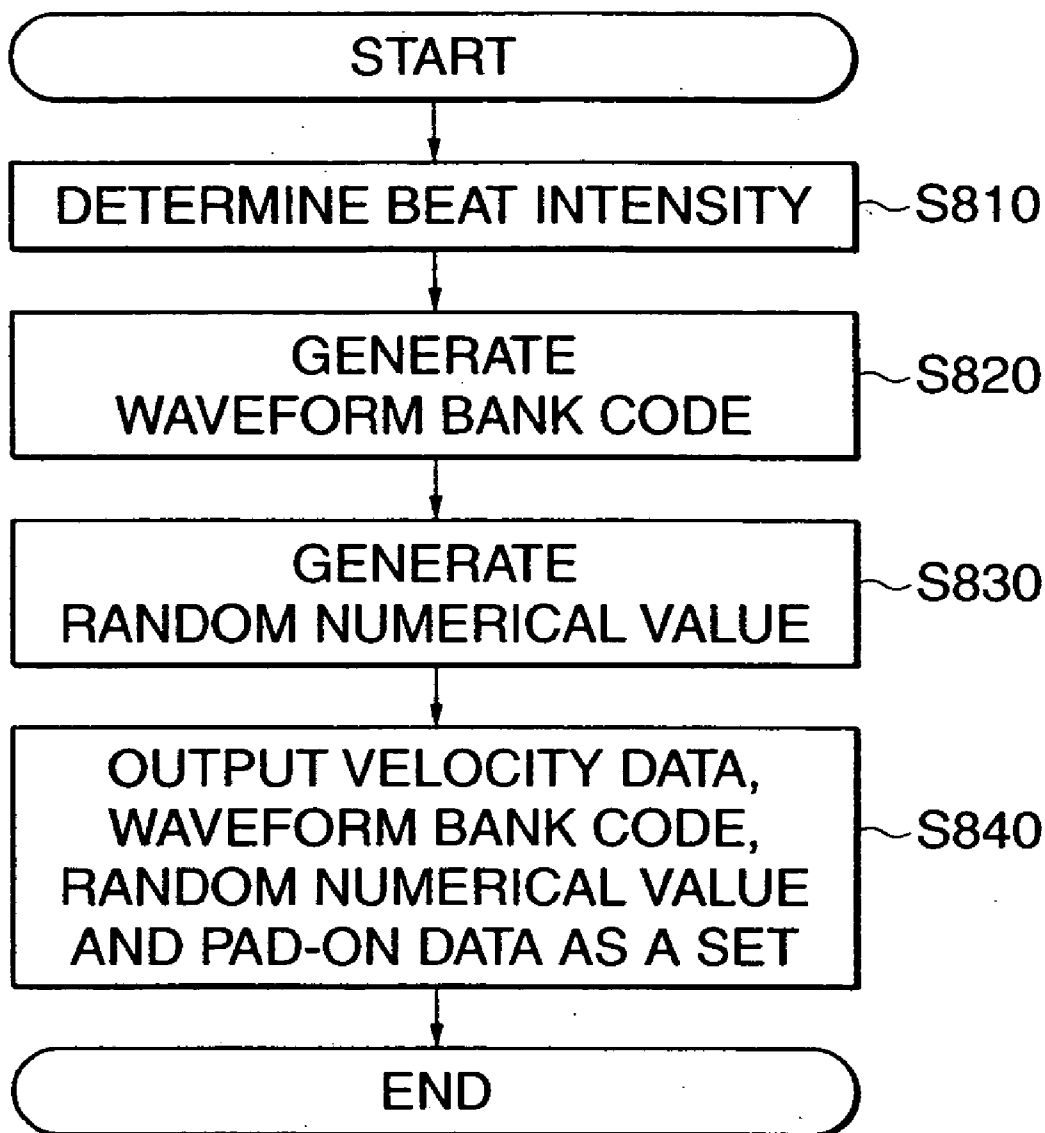 START
DETERMINE BEAT INTENSITY
S810
GENERATE
WAVEFORM BANK CODE
S820
GENERATE
RANDOM NUMERICAL VALUE
S830
OUTPUT VELOCITY DATA,
WAVEFORM BANK CODE,
RANDOM NUMERICAL VALUE
AND PAD-ON DATA AS A SET
S840
END